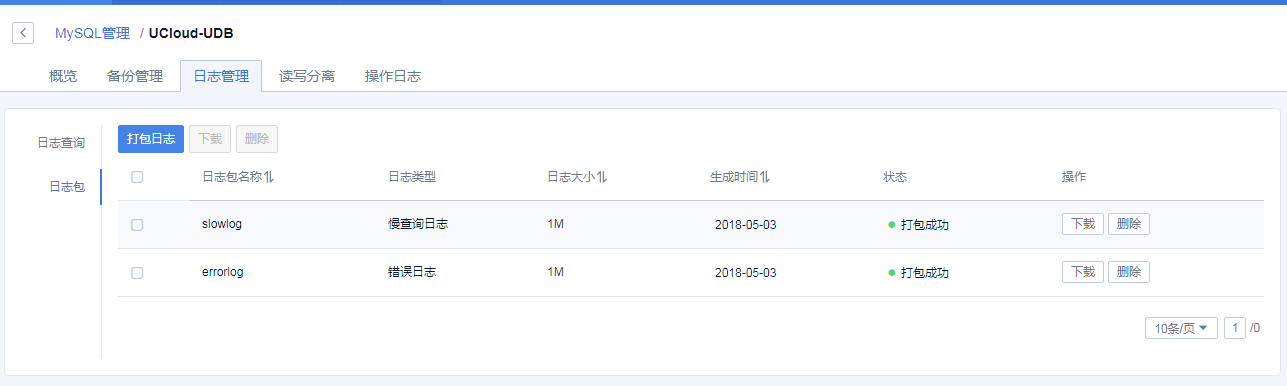 MySQL管理 / UCloud-UDB
概览 备份管理 日志管理 读写分离 操作日志
日志查询
日志包
打包日志 下载 删除
日志包名称 日志类型 日志大小 生成时间 状态 操作
slowlog 慢查询日志 1M 2018-05-03 打包成功 下载 删除
errorlog 错误日志 1M 2018-05-03 打包成功 下载 删除
10条/页 1 /0